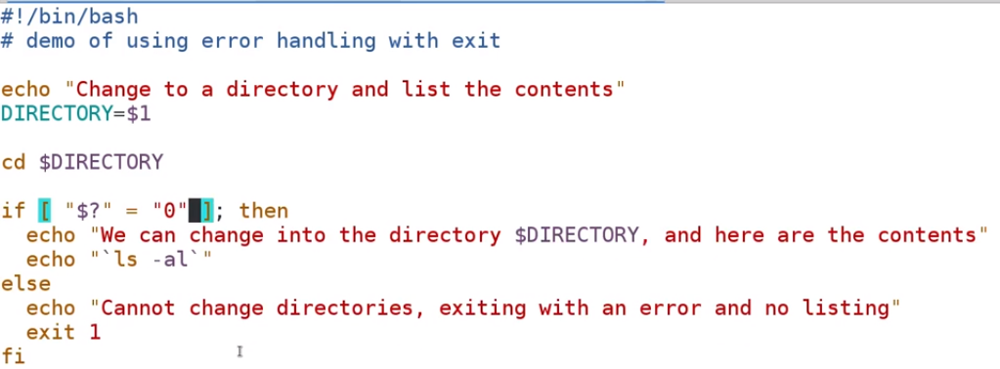 #!/bin/bash
# demo of using error handling with exit
echo "Change to a directory and list the contents"
DIRECTORY=$1
cd $DIRECTORY
if [ "$?" = "0" ]; then
  echo "We can change into the directory $DIRECTORY, and here are the contents"
  echo "`ls -al`"
else
  echo "Cannot change directories, exiting with an error and no listing"
  exit 1
fi